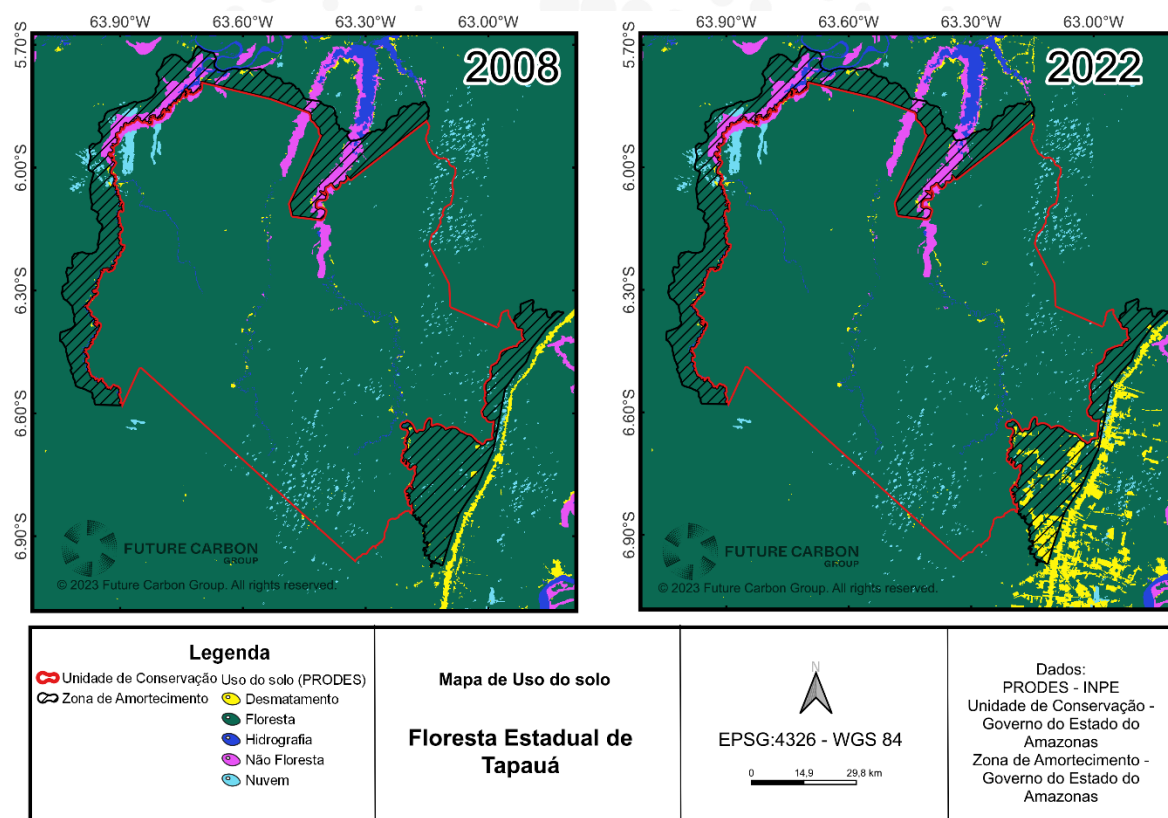 63.90°W 63.60°W 63.30°W 63.00°W
63.90°W 63.60°W 63.30°W 63.00°W
5.70°S
6.00°S
6.30°S
6.60°S
6.90°S
2008
FUTURE CARBON
GROUP
© 2023 Future Carbon Group. All rights reserved.
5.70°S
6.00°S
6.30°S
6.60°S
6.90°S
2022
FUTURE CARBON
GROUP
© 2023 Future Carbon Group. All rights reserved.
Legenda
Unidade de Conservação
Zona de Amortecimento
Uso do solo (PRODES)
Desmatamento
Floresta
Hidrografia
Não Floresta
Nuvem
Mapa de Uso do solo
Floresta Estadual de
Tapauá
N
EPSG:4326 - WGS 84
0 14,9 29,8 km
Dados:
PRODES - INPE
Unidade de Conservação -
Governo do Estado do
Amazonas
Zona de Amortecimento -
Governo do Estado do
Amazonas